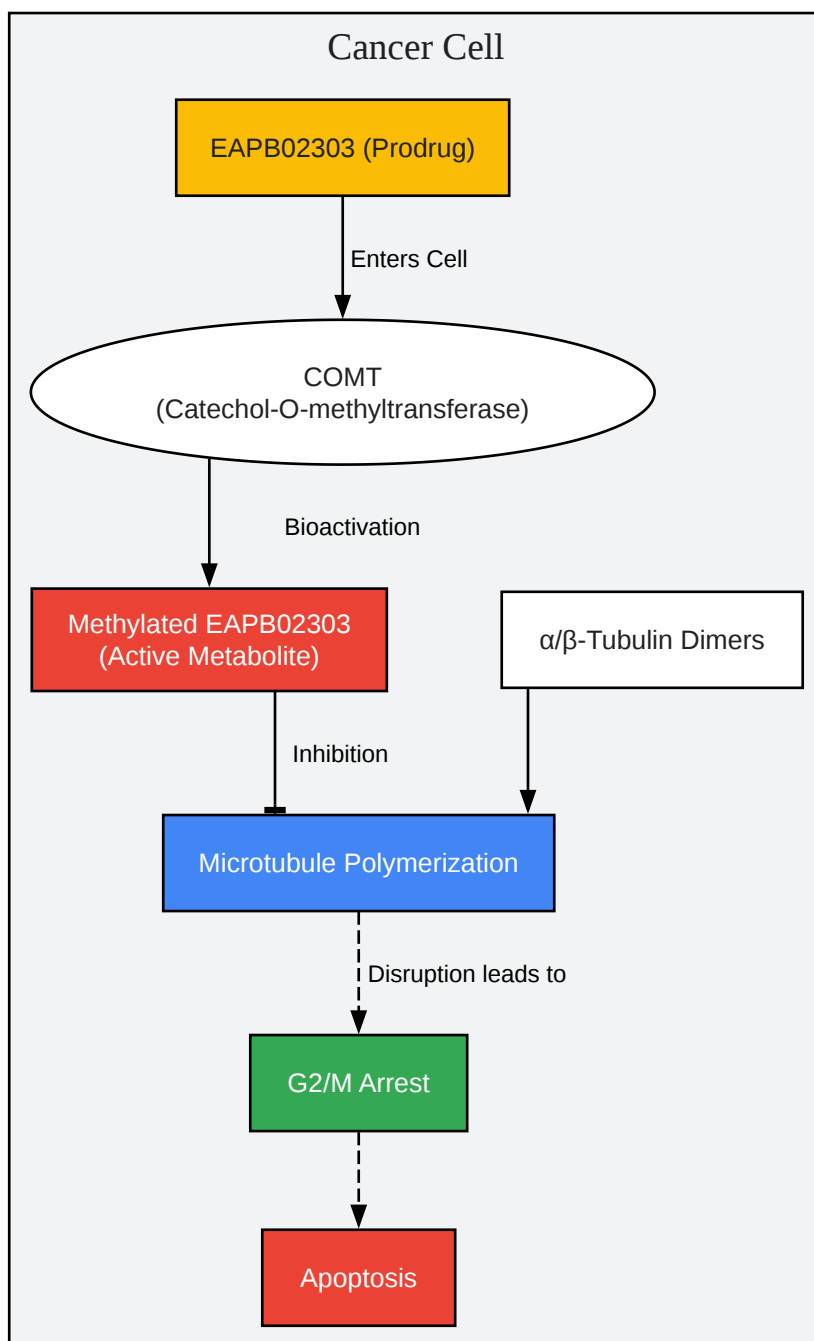 Cancer Cell
EAPB02303 (Prodrug)
Enters Cell
COMT
(Catechol-O-methyltransferase)
Bioactivation
Methylated EAPB02303
(Active Metabolite)
α/β-Tubulin Dimers
Inhibition
Microtubule Polymerization
Disruption leads to
G2/M Arrest
Apoptosis